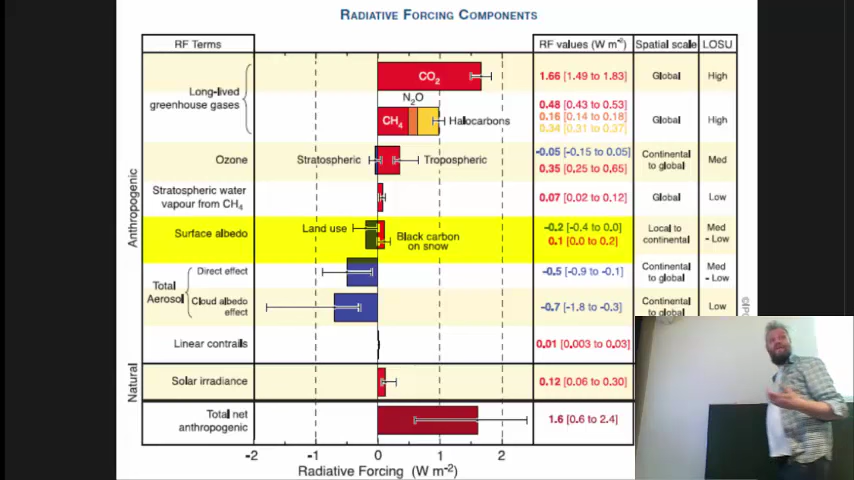 RADIATIVE FORCING COMPONENTS
RF Terms
RF values (W m-2)
Spatial scale
LOSU
Anthropogenic
Natural
Long-lived
greenhouse gases
CO2
1.66 [1.49 to 1.83]
Global
High
N2O
CH4
Halocarbons
0.48 [0.43 to 0.53]
0.16 [0.14 to 0.18]
0.34 [0.31 to 0.37]
Global
High
Ozone
Stratospheric
Tropospheric
-0.05 [-0.15 to 0.05]
0.35 [0.25 to 0.65]
Continental
to global
Med
Stratospheric water
vapour from CH4
0.07 [0.02 to 0.12]
Global
Low
Surface albedo
Land use
Black carbon
on snow
-0.2 [-0.4 to 0.0]
0.1 [0.0 to 0.2]
Local to
continental
Med
- Low
Total
Aerosol
Direct effect
-0.5 [-0.9 to -0.1]
Continental
to global
Med
- Low
Cloud albedo
effect
-0.7 [-1.8 to -0.3]
Continental
to global
Low
Linear contrails
0.01 [0.003 to 0.03]
Solar irradiance
0.12 [0.06 to 0.30]
Total net
anthropogenic
1.6 [0.6 to 2.4]
-2 -1 0 1 2
Radiative Forcing (W m-2)